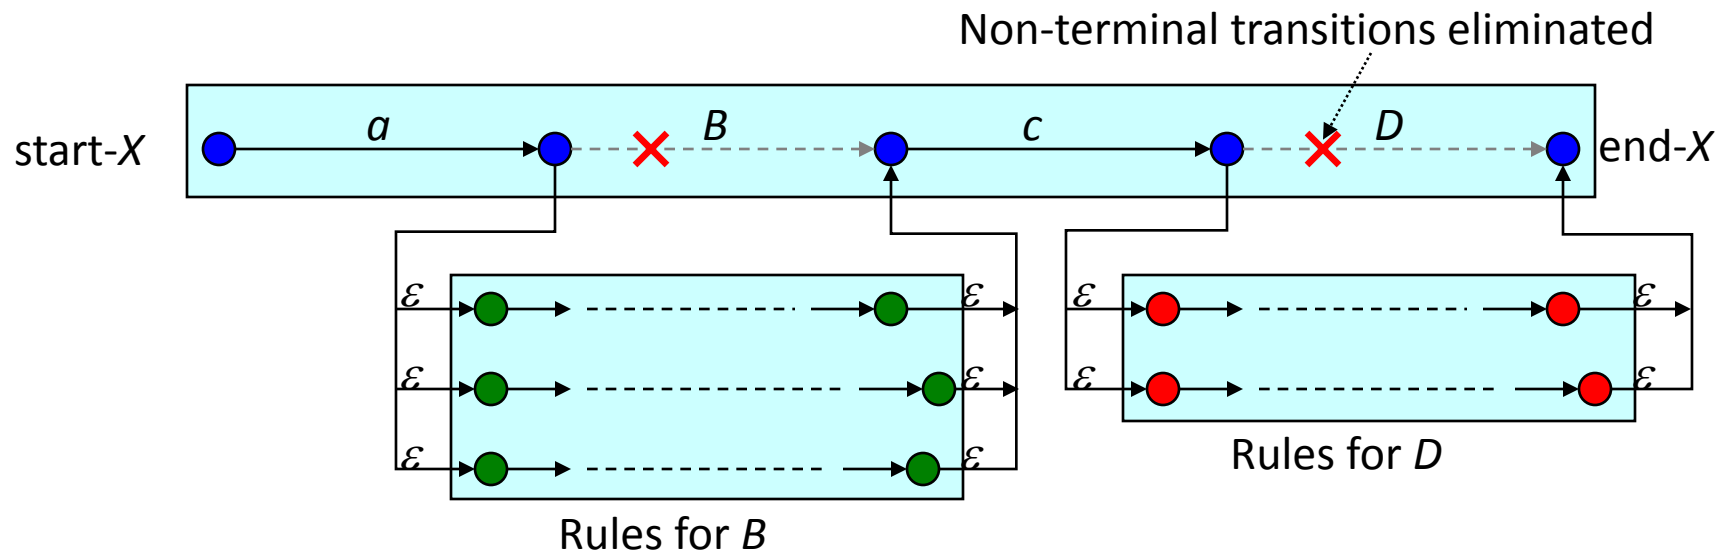 Non-terminal transitions eliminated
start-X a B c D end-X
ε ε ε ε
ε ε ε ε
ε ε
Rules for D
Rules for B